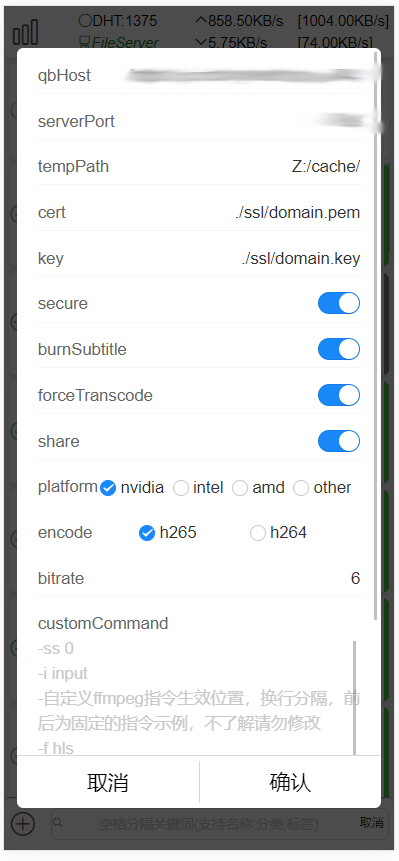 DHT:1375 858.50KB/s [1004.00KB/s]
FileServer 5.75KB/s [74.00KB/s]
qbHost
serverPort
tempPath Z:/cache/
cert ./ssl/domain.pem
key ./ssl/domain.key
secure
burnSubtitle
forceTranscode
share
platform nvidia intel amd other
encode h265 h264
bitrate 6
customCommand
-ss 0
-i input
-自定义ffmpeg指令生效位置，换行分隔，前
后为固定的指令示例，不了解请勿修改
-f hls
取消 确认
空格分隔关键词(支持名称,分类,标签) 取消